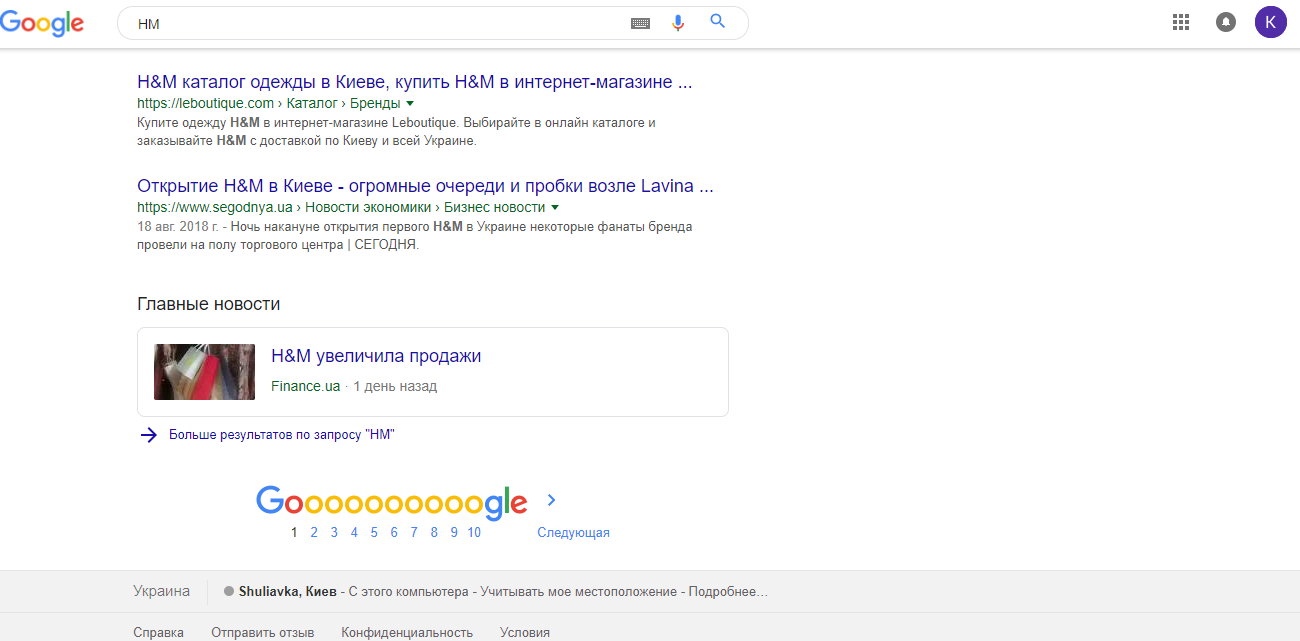 Google
HM
K
H&M каталог одежды в Киеве, купить H&M в интернет-магазине ...
https://leboutique.com › Каталог › Бренды
Купите одежду H&M в интернет-магазине Leboutique. Выбирайте в онлайн каталоге и
заказывайте H&M с доставкой по Киеву и всей Украине.
Открытие H&M в Киеве - огромные очереди и пробки возле Lavina ...
https://www.segodnya.ua › Новости экономики › Бизнес новости
18 авг. 2018 г. - Ночь накануне открытия первого H&M в Украине некоторые фанаты бренда
провели на полу торгового центра | СЕГОДНЯ.
Главные новости
H&M увеличила продажи
Finance.ua · 1 день назад
Больше результатов по запросу "HM"
Goooooooooogle
1 2 3 4 5 6 7 8 9 10 Следующая
Украина Shuliavka, Киев - С этого компьютера - Учитывать мое местоположение - Подробнее…
Справка Отправить отзыв Конфиденциальность Условия